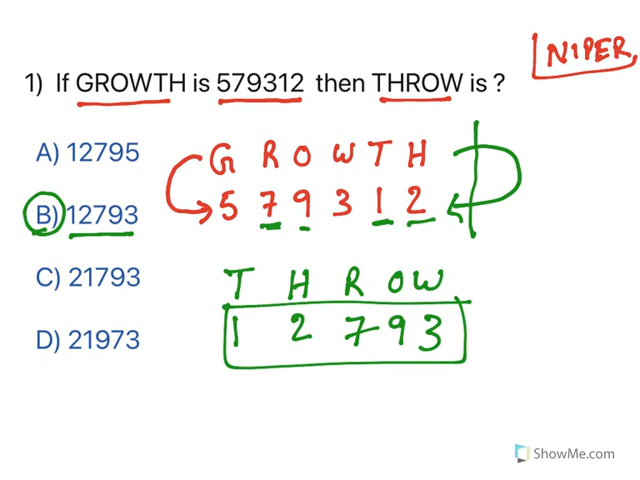 NIPER
1) If GROWTH is 579312 then THROW is ?
A) 12795
B) 12793
C) 21793
D) 21973
G R O W T H
5 7 9 3 1 2
T H R O W
1 2 7 9 3
ShowMe.com